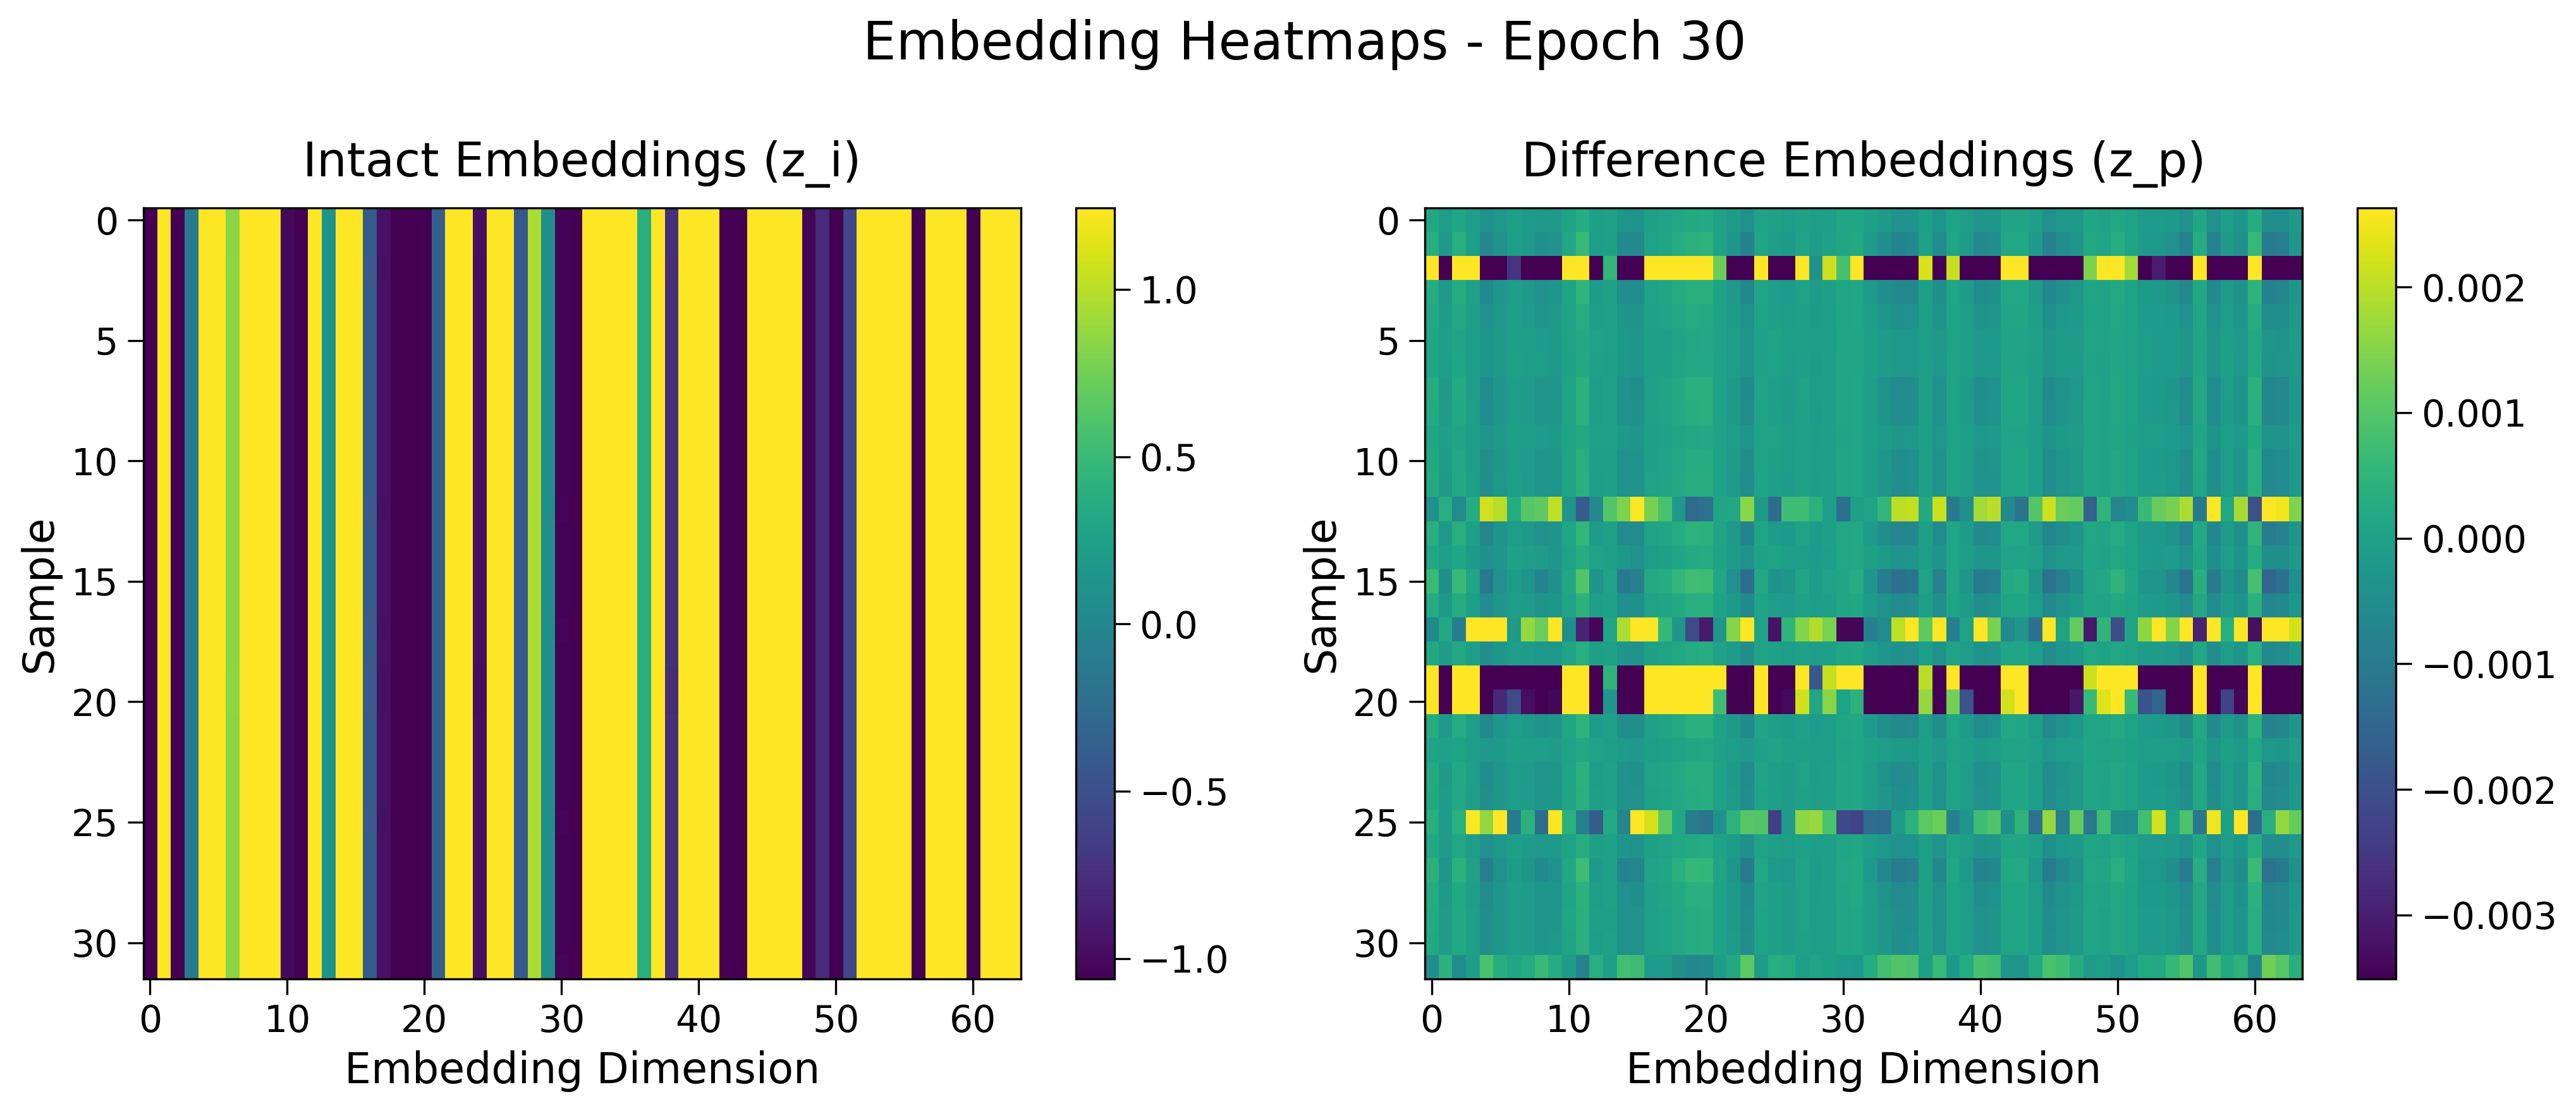 Embedding Heatmaps - Epoch 30
Intact Embeddings (z_i)
0
5
10
15
20
25
30
Sample
0 10 20 30 40 50 60
Embedding Dimension
1.0
0.5
0.0
−0.5
−1.0
Difference Embeddings (z_p)
0
5
10
15
20
25
30
Sample
0 10 20 30 40 50 60
Embedding Dimension
0.002
0.001
0.000
−0.001
−0.002
−0.003